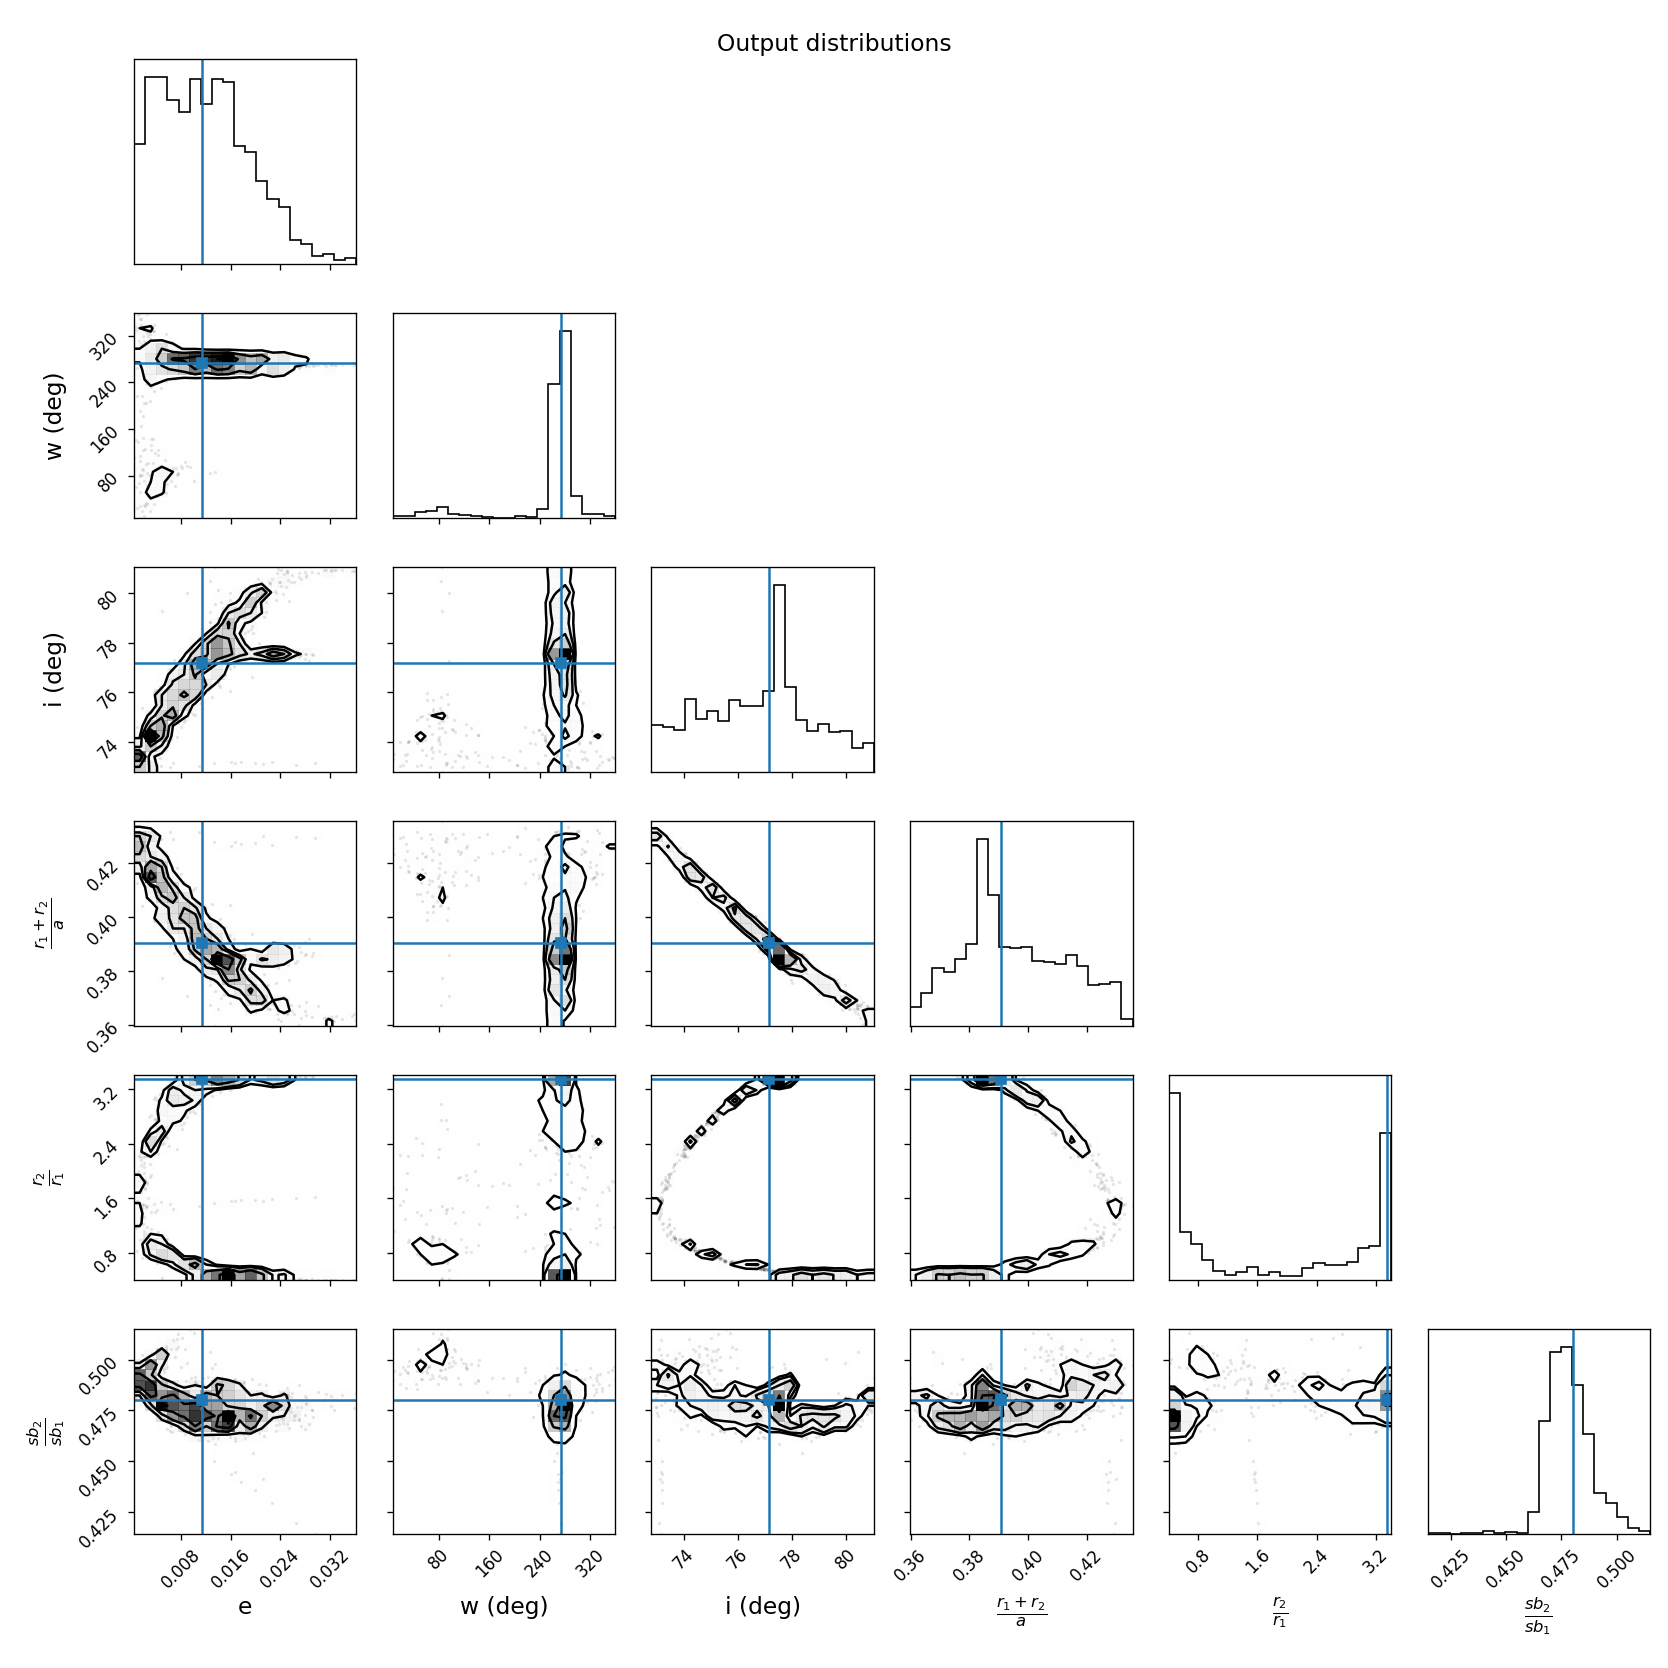 Output distributions
w (deg)
320
240
160
80
i (deg)
80
78
76
74
r₁ + r₂
a
0.42
0.40
0.38
0.36
r₂
r₁
3.2
2.4
1.6
0.8
sb₂
sb₁
0.500
0.475
0.450
0.425
0.008 0.016 0.024 0.032 80 160 240 320 74 76 78 80 0.36 0.38 0.40 0.42 0.8 1.6 2.4 3.2 0.425 0.450 0.475 0.500
e w (deg) i (deg)
r₁ + r₂
a
r₂
r₁
sb₂
sb₁